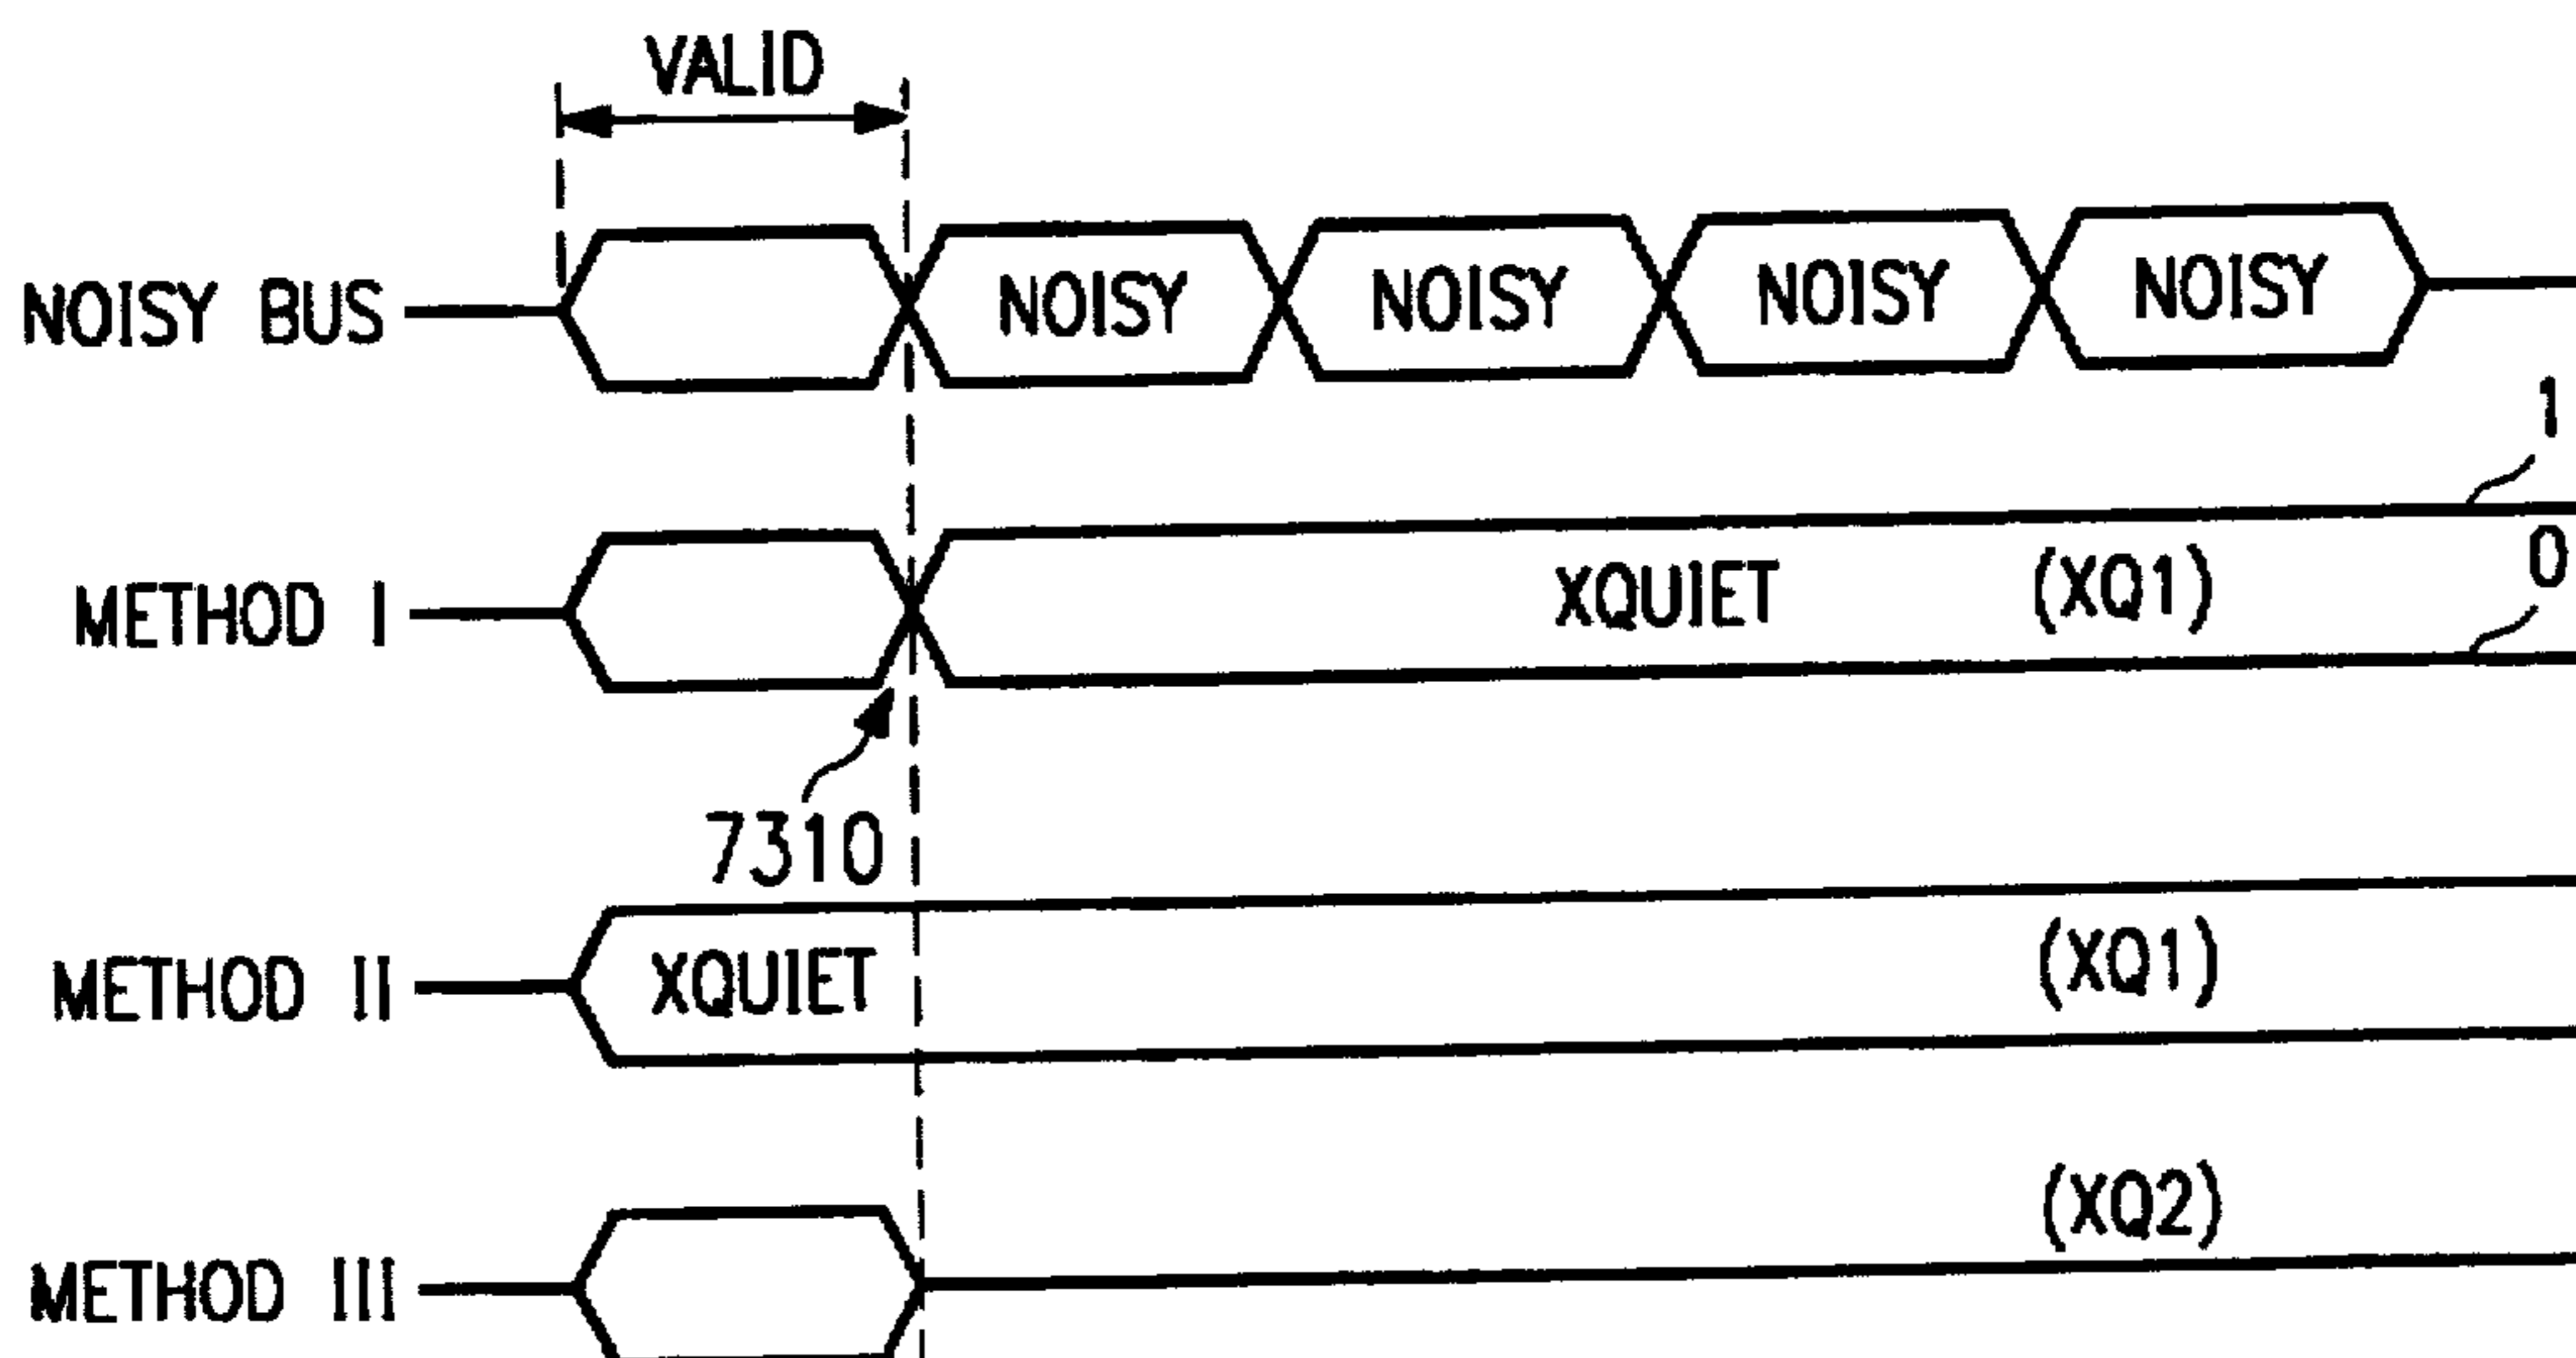 VALID
NOISY BUS NOISY NOISY NOISY NOISY
1
METHOD I XQUIET (XQ1)
0
7310
METHOD II XQUIET (XQ1)
METHOD III (XQ2)